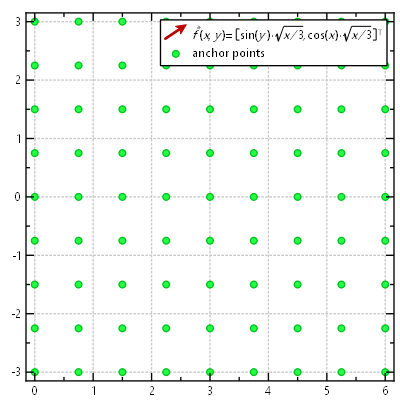 f(x, y)= [sin(y)·√x/3, cos(x)·√x/3]ᵀ
anchor points
3
2
1
0
-1
-2
-3
0 1 2 3 4 5 6